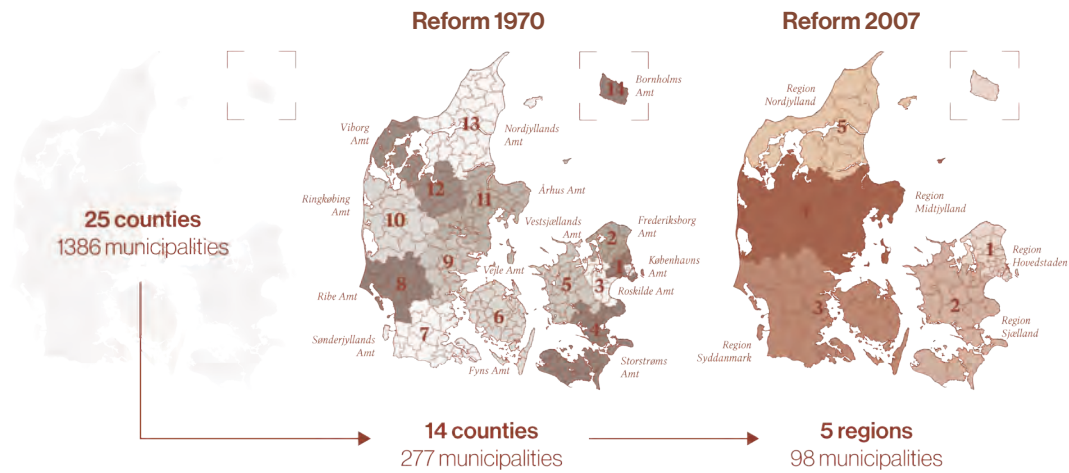 Reform 1970
Reform 2007
25 counties
1386 municipalities
Bornholms
Amt
14
Viborg
Amt
13
Nordjyllands
Amt
12
11
Århus Amt
Ringkøbing
Amt
10
Vestsjællands
Amt
Frederiksborg
Amt
2
9
Vejle Amt
Københavns
Amt
1
8
Ribe Amt
5
3
Roskilde Amt
6
7
4
Sønderjyllands
Amt
Fyns Amt
Storstrøms
Amt
Region
Nordjylland
5
Region
Midtjylland
1
Region
Hovedstaden
3
2
Region
Sjælland
Region
Syddanmark
14 counties
277 municipalities
5 regions
98 municipalities